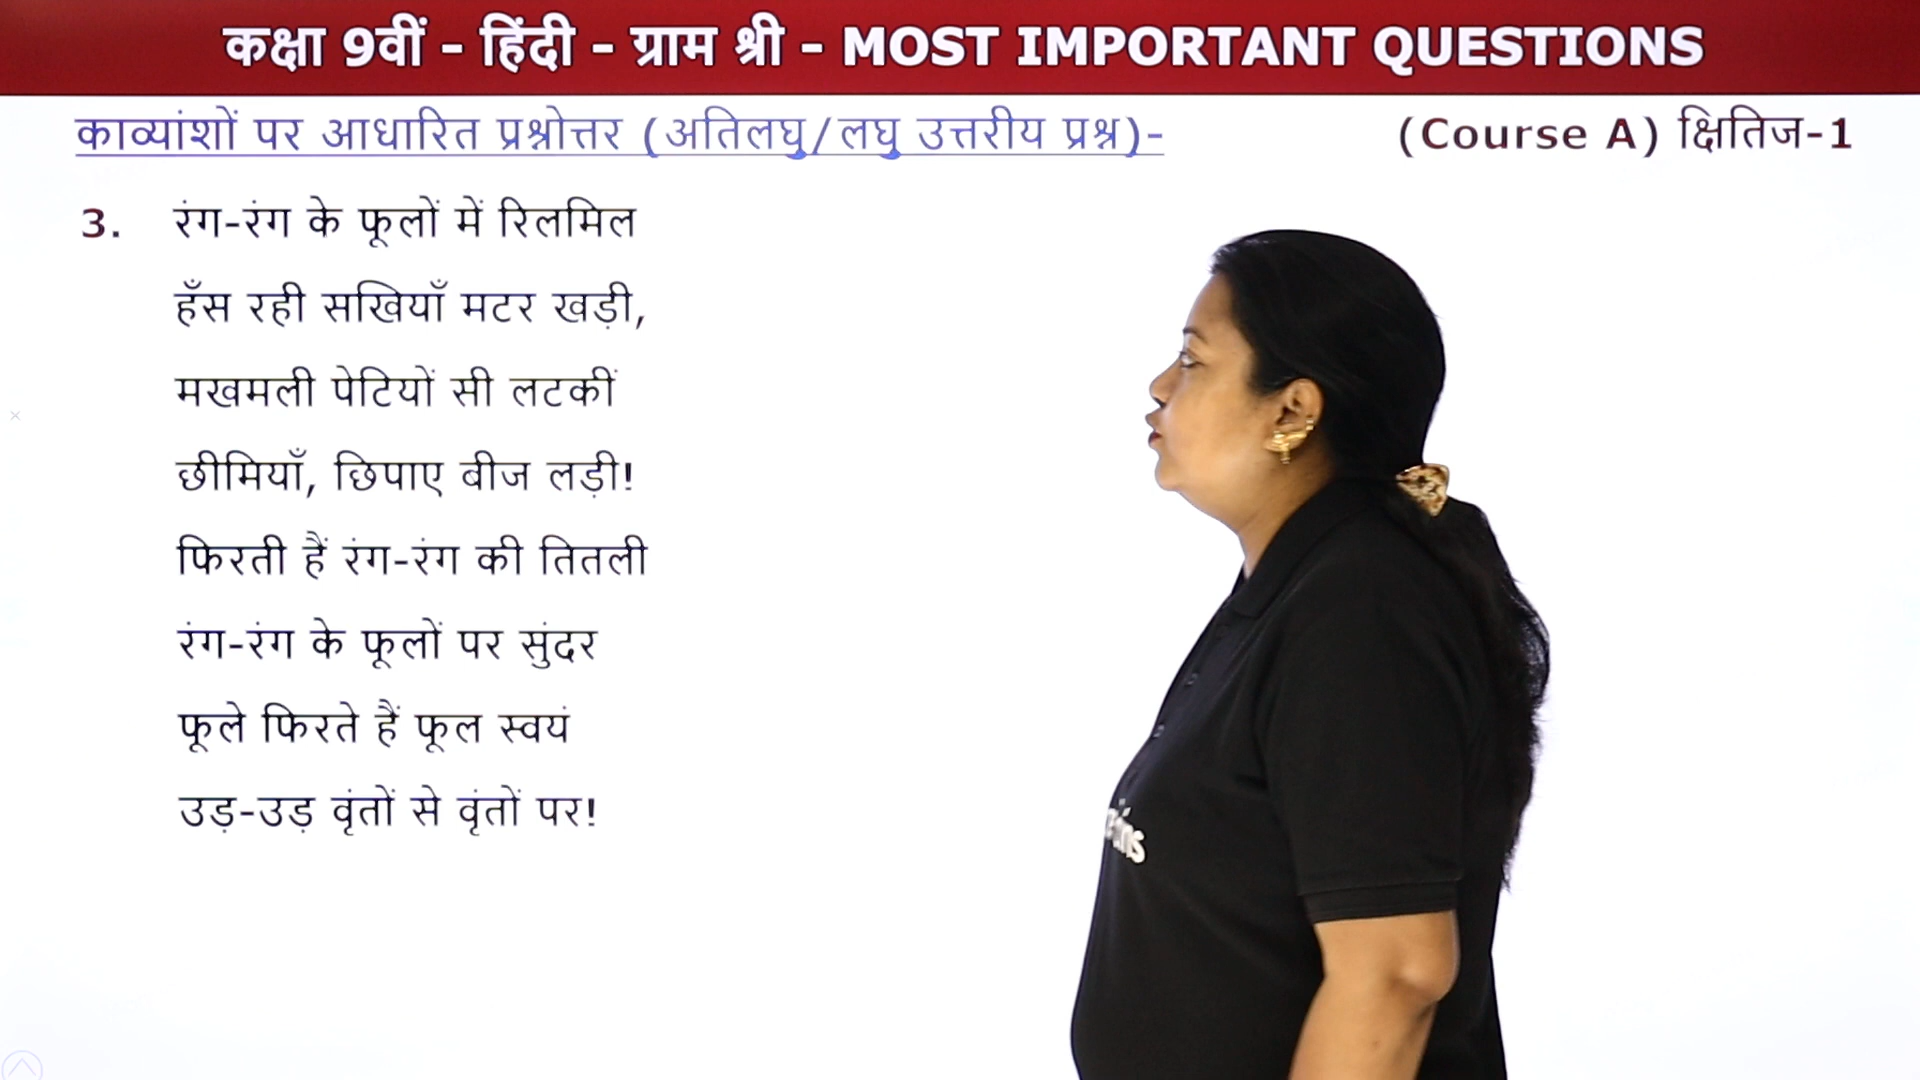 कक्षा 9वीं - हिंदी - ग्राम श्री - MOST IMPORTANT QUESTIONS
काव्यांशों पर आधारित प्रश्नोत्तर (अतिलघु/लघु उत्तरीय प्रश्न)-
(Course A) क्षितिज-1
3. रंग-रंग के फूलों में रिलमिल
हँस रही सखियाँ मटर खड़ी,
मखमली पेटियों सी लटकीं
छीमियाँ, छिपाए बीज लड़ी!
फिरती हैं रंग-रंग की तितली
रंग-रंग के फूलों पर सुंदर
फूले फिरते हैं फूल स्वयं
उड़-उड़ वृंतों से वृंतों पर!